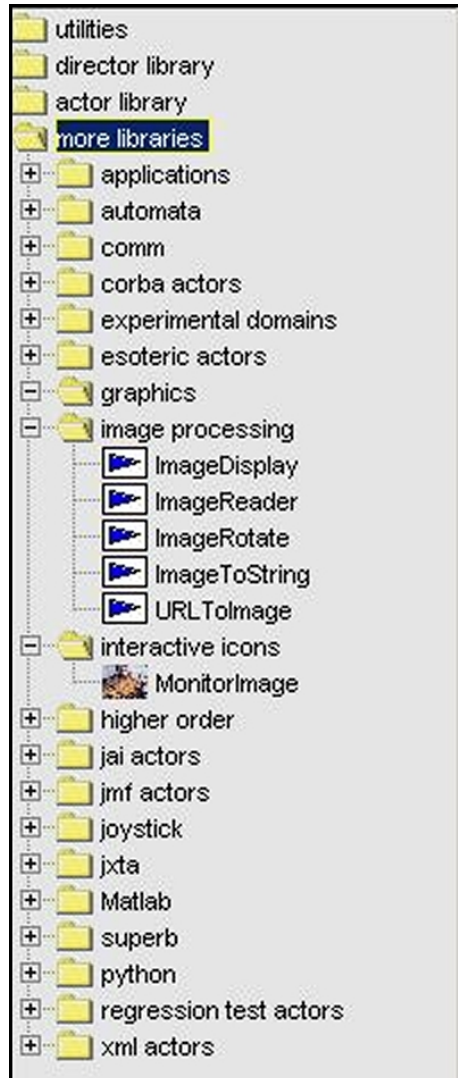 utilities
director library
actor library
more libraries
applications
automata
comm
corba actors
experimental domains
esoteric actors
graphics
image processing
ImageDisplay
ImageReader
ImageRotate
ImageToString
URLToImage
interactive icons
MonitorImage
higher order
jai actors
jmf actors
joystick
jxta
Matlab
superb
python
regression test actors
xml actors